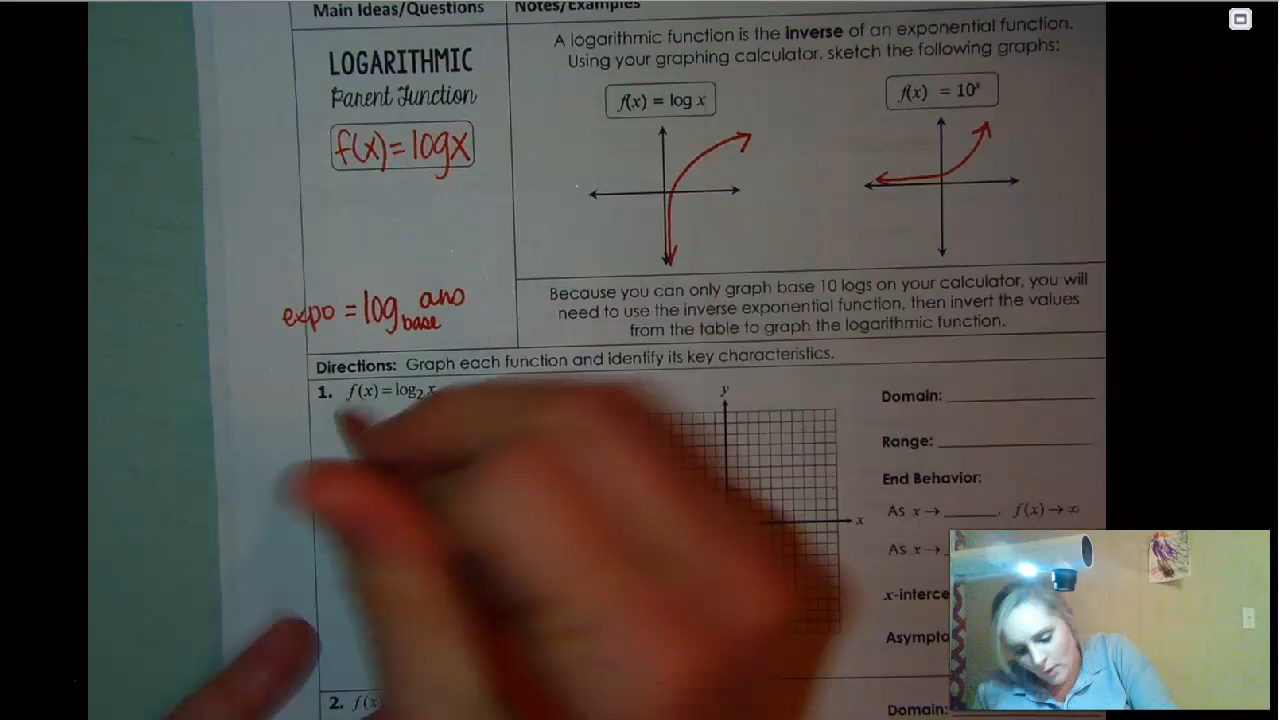 Main Ideas/Questions
Notes/Examples
LOGARITHMIC
Parent Function
f(x)=logx
A logarithmic function is the inverse of an exponential function.
Using your graphing calculator, sketch the following graphs:
f(x) = log x
f(x) = 10ˣ
expo = log base ans
Because you can only graph base 10 logs on your calculator, you will
need to use the inverse exponential function, then invert the values
from the table to graph the logarithmic function.
Directions: Graph each function and identify its key characteristics.
1. f(x) = log₂ x
y
x
Domain:
Range:
End Behavior:
As x → ______, f(x) → ∞
As x →
x-interce
Asympto
2. f(x
Domain: